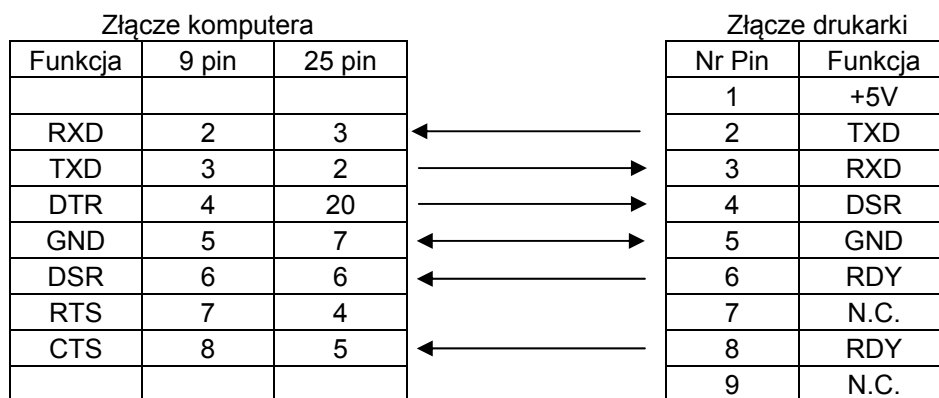 Złącze komputera Złącze drukarki
Funkcja 9 pin 25 pin Nr Pin Funkcja
1 +5V
RXD 2 3 2 TXD
TXD 3 2 3 RXD
DTR 4 20 4 DSR
GND 5 7 5 GND
DSR 6 6 6 RDY
RTS 7 4 7 N.C.
CTS 8 5 8 RDY
9 N.C.